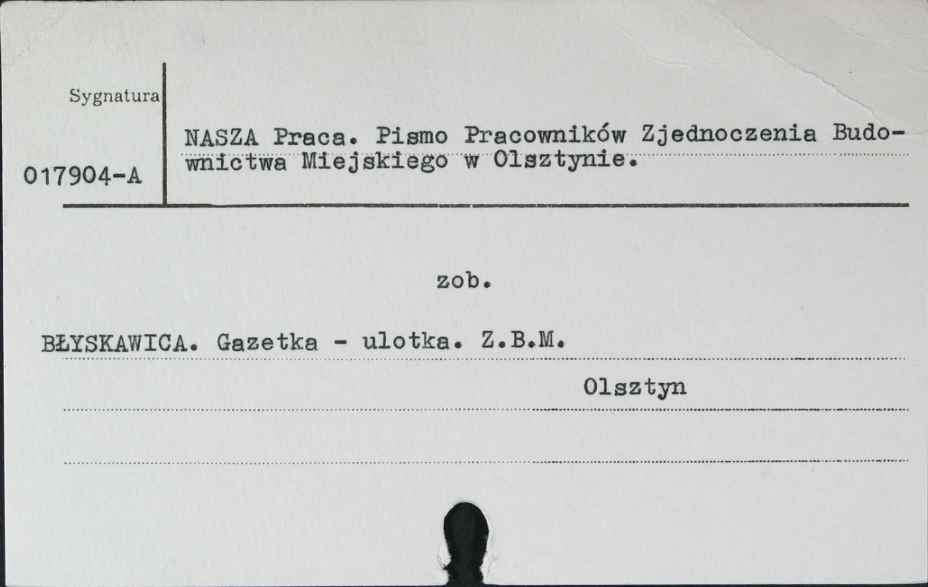 Sygnatura
017904-A
NASZA Praca. Pismo Pracowników Zjednoczenia Budo-
wnictwa Miejskiego w Olsztynie.
zob.
BŁYSKAWICA. Gazetka - ulotka. Z.B.M.
Olsztyn